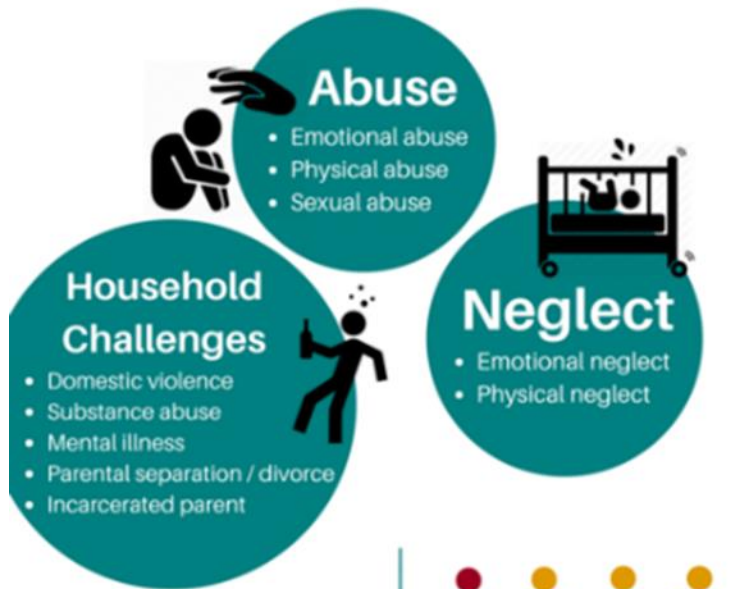 Abuse
• Emotional abuse
• Physical abuse
• Sexual abuse
Household
Challenges
• Domestic violence
• Substance abuse
• Mental illness
• Parental separation / divorce
• Incarcerated parent
Neglect
• Emotional neglect
• Physical neglect